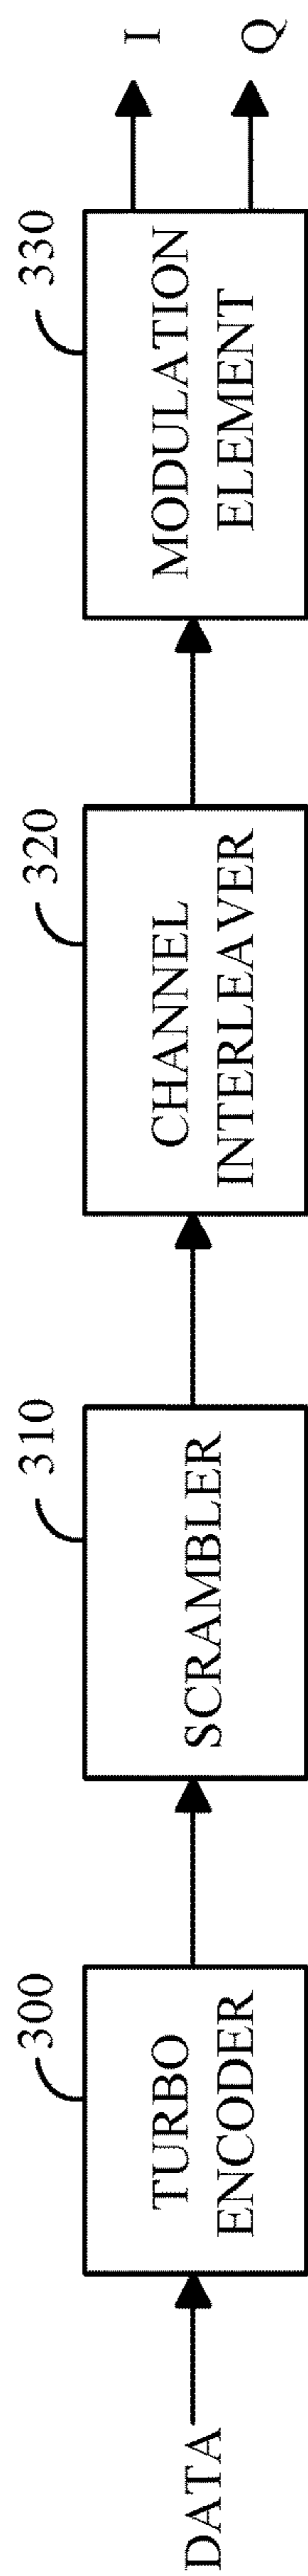 DATA
300
TURBO
ENCODER
310
SCRAMBLER
320
CHANNEL
INTERLEAVER
330
MODULATION
ELEMENT
I
Q